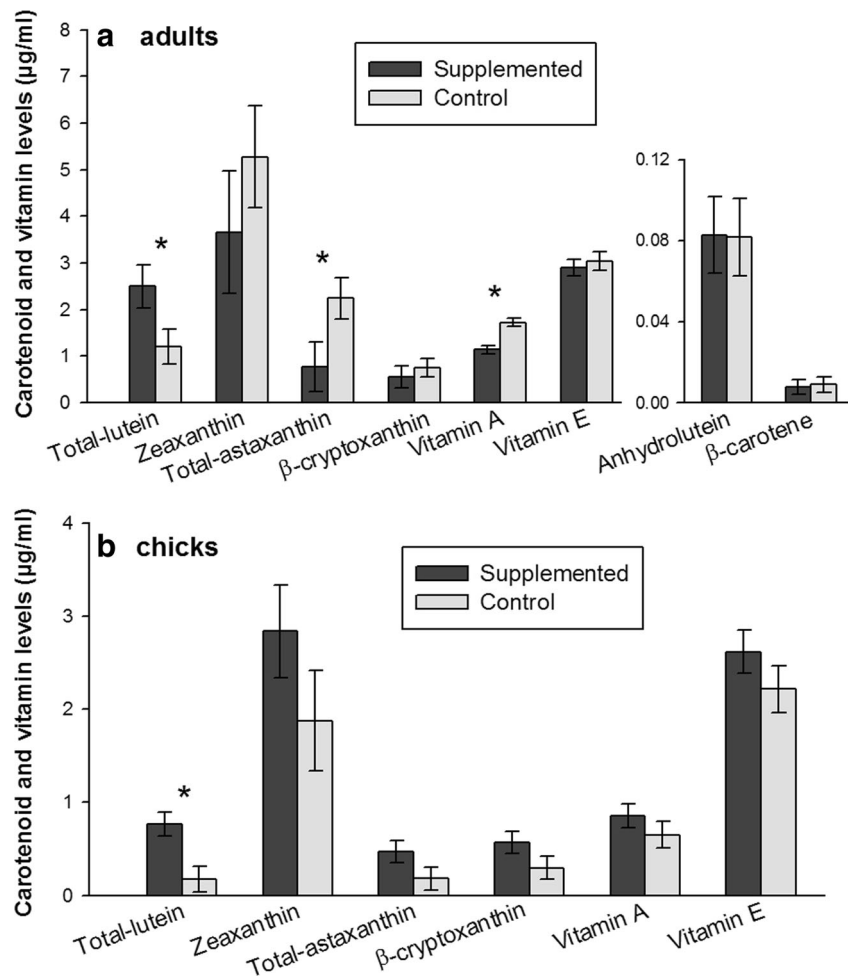 a adults
Carotenoid and vitamin levels (µg/ml)
8
7
6
5
4
3
2
1
0
Supplemented
Control
*
*
*
0.12
0.08
0.04
0.00
Total-lutein
Zeaxanthin
Total-astaxanthin
β-cryptoxanthin
Vitamin A
Vitamin E
Anhydrolutein
β-carotene
b chicks
Carotenoid and vitamin levels (µg/ml)
4
3
2
1
0
Supplemented
Control
*
Total-lutein
Zeaxanthin
Total-astaxanthin
β-cryptoxanthin
Vitamin A
Vitamin E